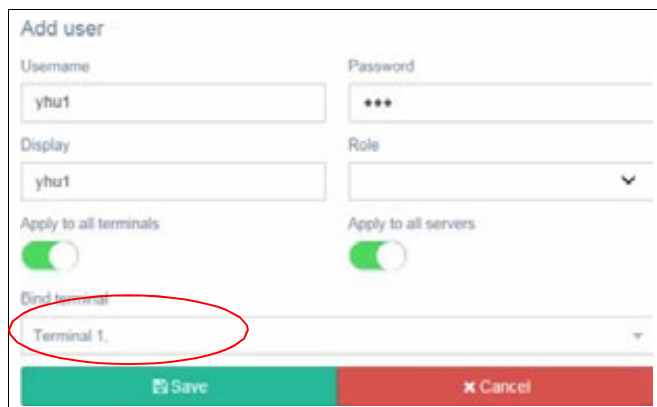 Add user
Username Password
yhu1 •••
Display Role
yhu1
Apply to all terminals Apply to all servers
Bind terminal
Terminal 1,
Save Cancel